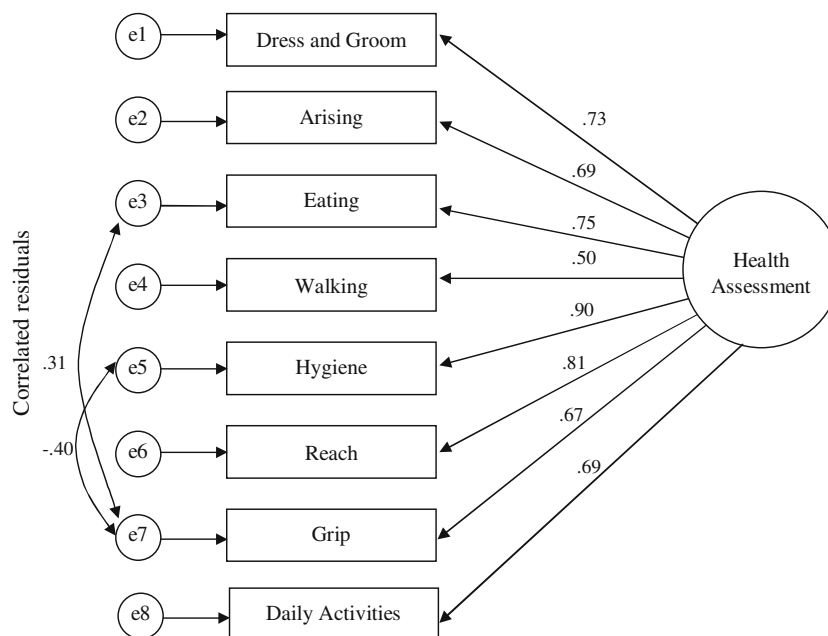 e1
Dress and Groom
.73
e2
Arising
.69
e3
Eating
.75
e4
Walking
.50
Health
Assessment
e5
Hygiene
.90
e6
Reach
.81
e7
Grip
.67
e8
Daily Activities
.69
Correlated residuals
.31
-.40